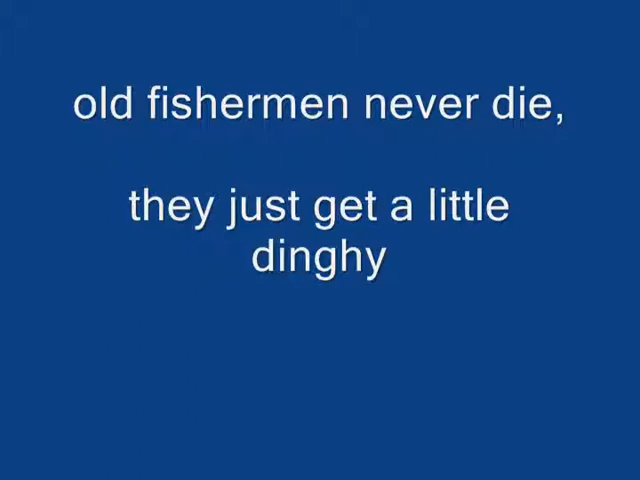 old fishermen never die,
they just get a little
dinghy